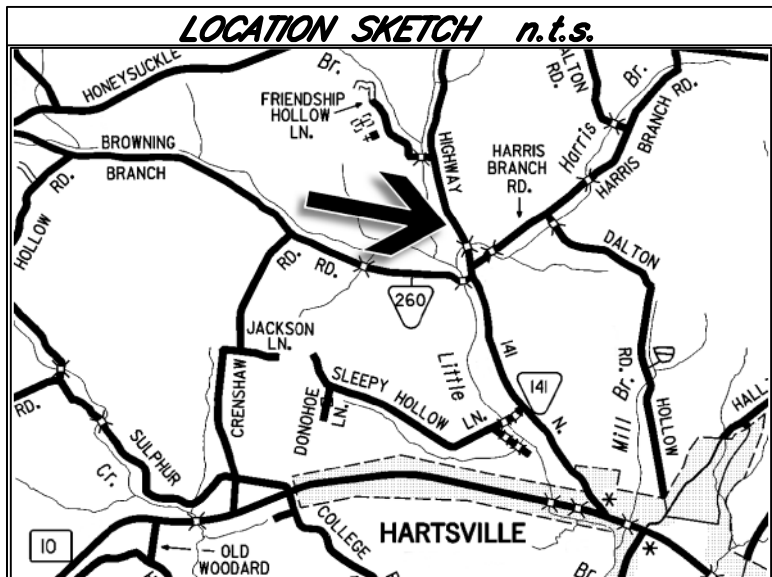 LOCATION SKETCH n.t.s.
HONEYSUCKLE
Br.
FRIENDSHIP
HOLLOW
LN.
HIGHWAY
RD.
Br.
Harris
HARRIS BRANCH RD.
HARRIS
BRANCH
RD.
BROWNING
BRANCH
RD.
HOLLOW
RD.
RD.
260
DALTON
RD.
HOLLOW
JACKSON
LN.
CRENSHAW
Little
141
141
N.
SLEEPY HOLLOW
LN.
DONOHOE
LN.
Mill Br.
HALL
RD.
SULPHUR
Cr.
COLLEGE
HARTSVILLE
*
*
10
OLD
WOODARD
Br.